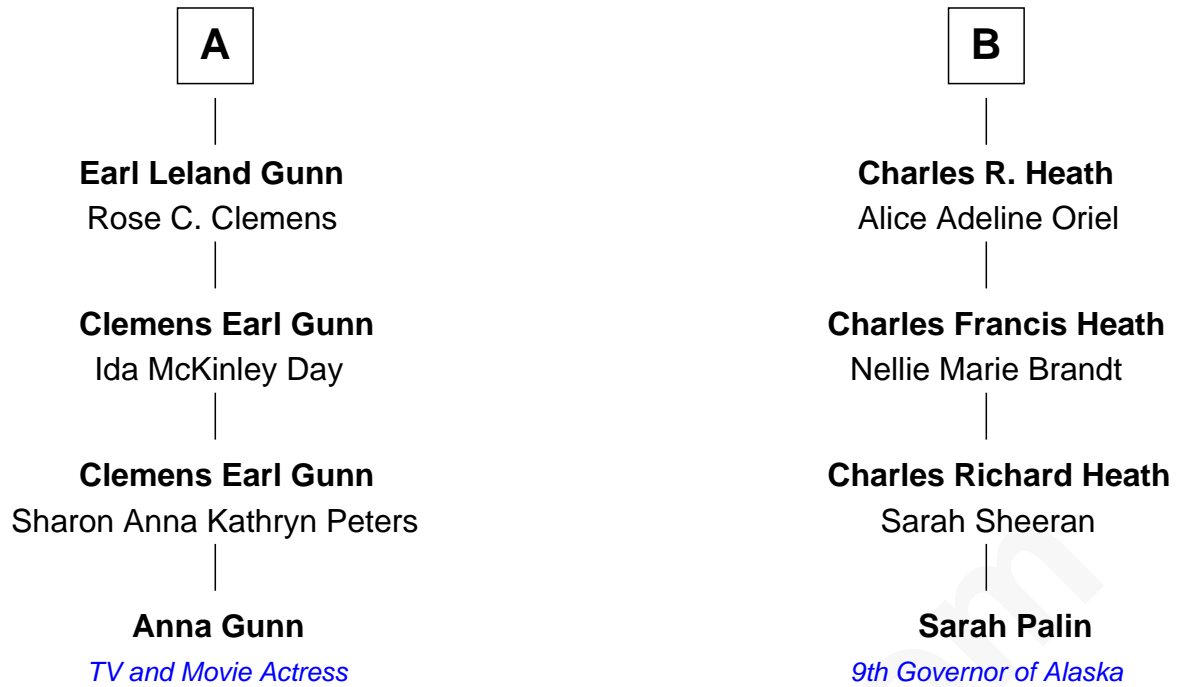 A
Earl Leland Gunn
Rose C. Clemens
Clemens Earl Gunn
Ida McKinley Day
Clemens Earl Gunn
Sharon Anna Kathryn Peters
Anna Gunn
TV and Movie Actress
B
Charles R. Heath
Alice Adeline Oriel
Charles Francis Heath
Nellie Marie Brandt
Charles Richard Heath
Sarah Sheeran
Sarah Palin
9th Governor of Alaska